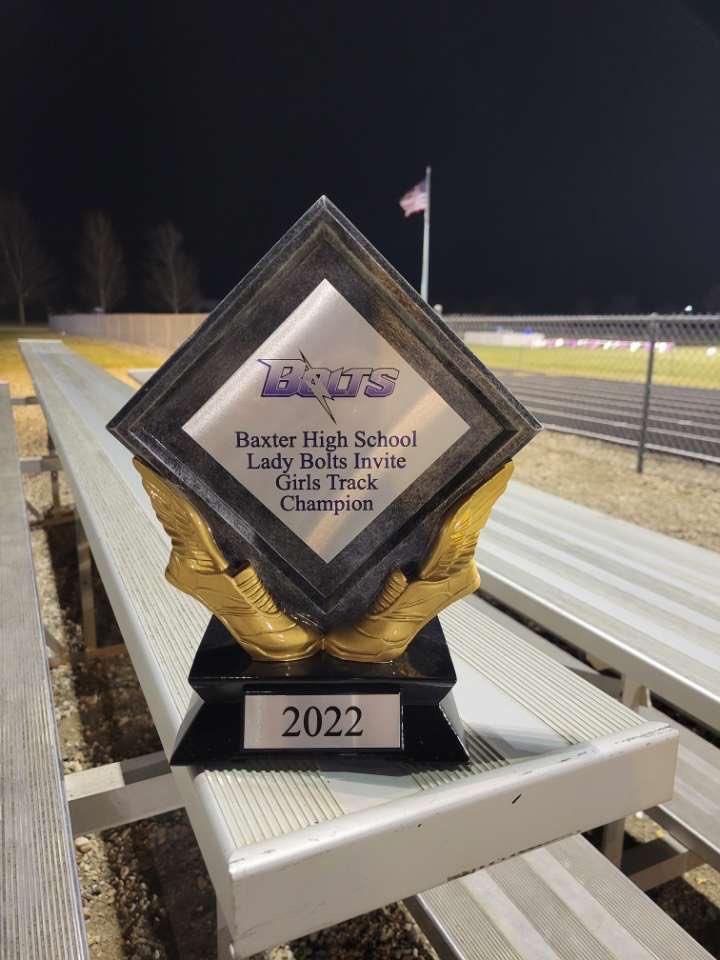 BOLTS
Baxter High School
Lady Bolts Invite
Girls Track
Champion
2022